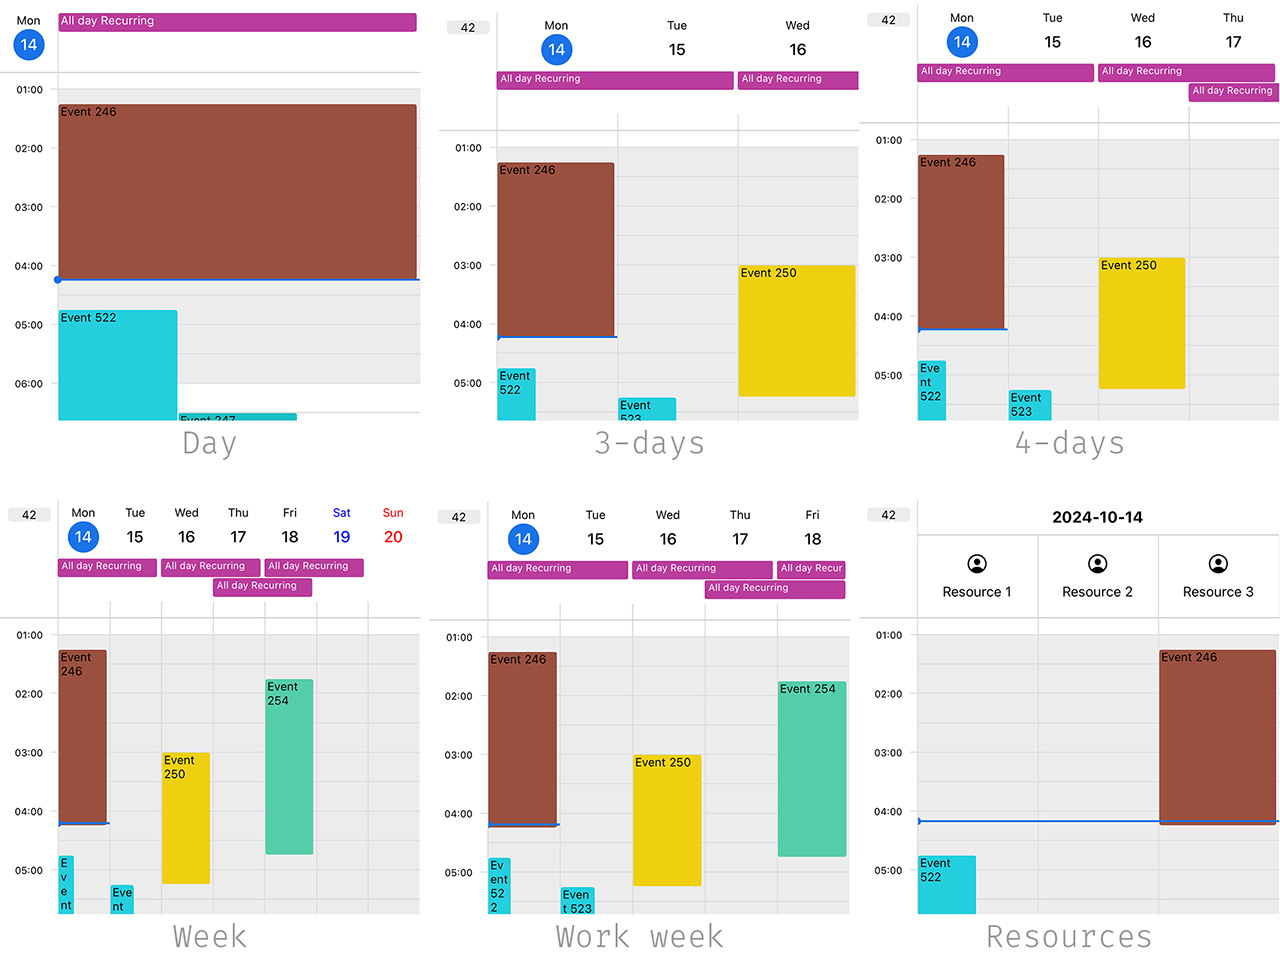 Mon
14
All day Recurring
01:00
Event 246
02:00
03:00
04:00
Event 522
05:00
06:00
Event 247
Day
42
Mon
14
Tue
15
Wed
16
All day Recurring
All day Recurring
01:00
Event 246
02:00
03:00
Event 250
04:00
Event
522
05:00
Event
523
3-days
42
Mon
14
Tue
15
Wed
16
Thu
17
All day Recurring
All day Recurring
All day Recurring
01:00
Event 246
02:00
03:00
Event 250
04:00
Eve
nt
522
05:00
Event
523
4-days
42
Mon
14
Tue
15
Wed
16
Thu
17
Fri
18
Sat
19
Sun
20
All day Recurring
All day Recurring
All day Recurring
All day Recurring
01:00
Event
246
02:00
Event
254
03:00
Event
250
04:00
E
v
e
nt
05:00
Eve
nt
Week
42
Mon
14
Tue
15
Wed
16
Thu
17
Fri
18
All day Recurring
All day Recurring
All day Recur
All day Recurring
01:00
Event 246
02:00
Event 254
03:00
Event 250
04:00
Ev
ent
52
2
05:00
Even
t 523
Work week
42
2024-10-14
Resource 1
Resource 2
Resource 3
01:00
Event 246
02:00
03:00
04:00
Event
522
05:00
Resources